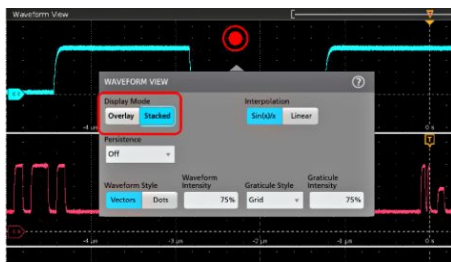 Waveform View
WAVEFORM VIEW
?
Display Mode
Interpolation
Overlay Stacked
Sin(x)/x Linear
0 s
Persistence
Off
T
Waveform Style
Waveform Intensity
Graticule Style
Graticule Intensity
Vectors Dots
75%
Grid
75%
-4 µs
-3 µs
-2 µs
-1 µs
0 s